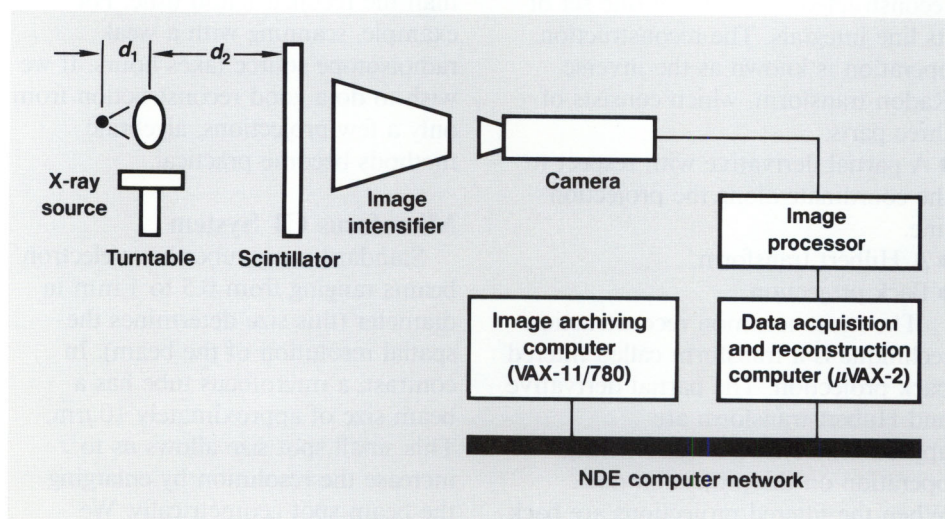 d₁
d₂
X-ray
source
Turntable
Scintillator
Image
intensifier
Camera
Image
processor
Image archiving
computer
(VAX-11/780)
Data acquisition
and reconstruction
computer (μVAX-2)
NDE computer network